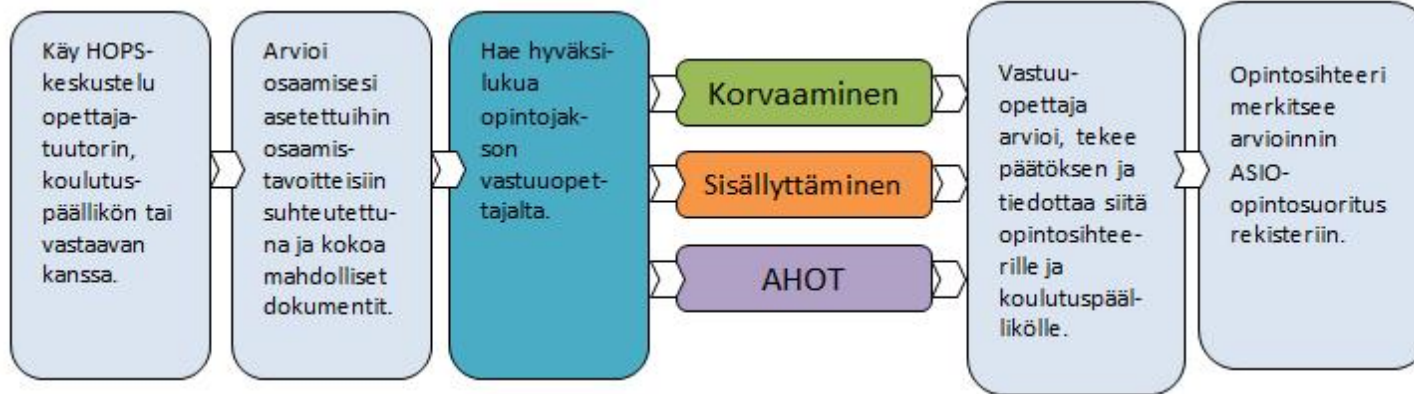 Käy HOPS-
keskustelu
opettaja-
tuutorin,
koulutus-
päällikön tai
vastaavan
kanssa.
Arvioi
osaamisesi
asetettuihin
osaamis-
tavoitteisiin
suhteutettu-
na ja kokoa
mahdolliset
dokumentit.
Hae hyväksi-
lukua
opintojak-
son
vastuuopet-
tajalta.
Korvaaminen
Sisällyttäminen
AHOT
Vastuu-
opettaja
arvioi, tekee
päätöksen ja
tiedottaa siitä
opintosihtee-
rille ja
koulutuspääl-
likölle.
Opintosihteeri
merkitsee
arvioinnin
ASIO-
opintosuoritus
rekisteriin.